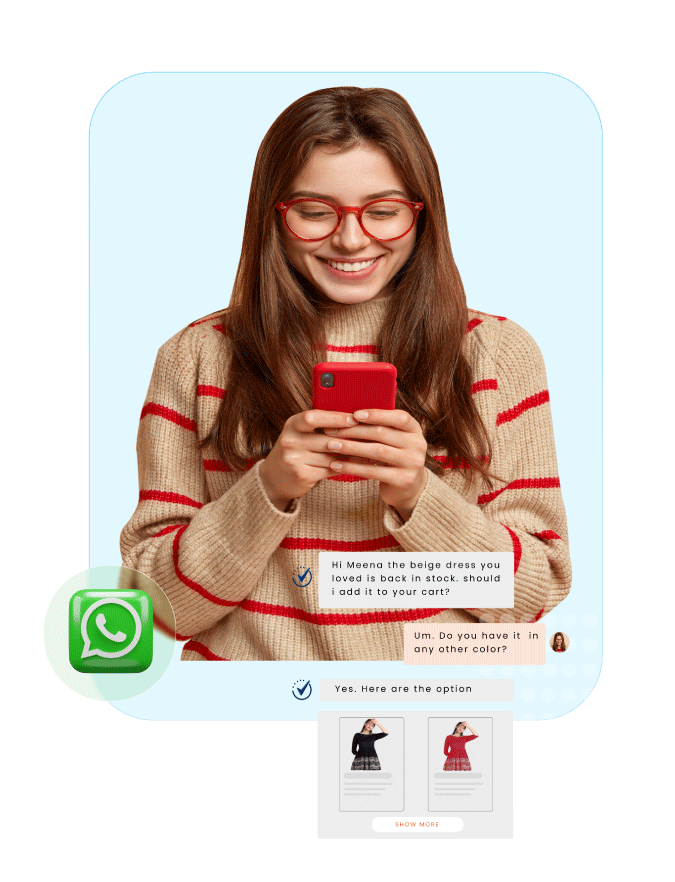 Hi Meena the beige dress you
loved is back in stock. should
i add it to your cart?
Um. Do you have it in
any other color?
Yes. Here are the option
SHOW MORE